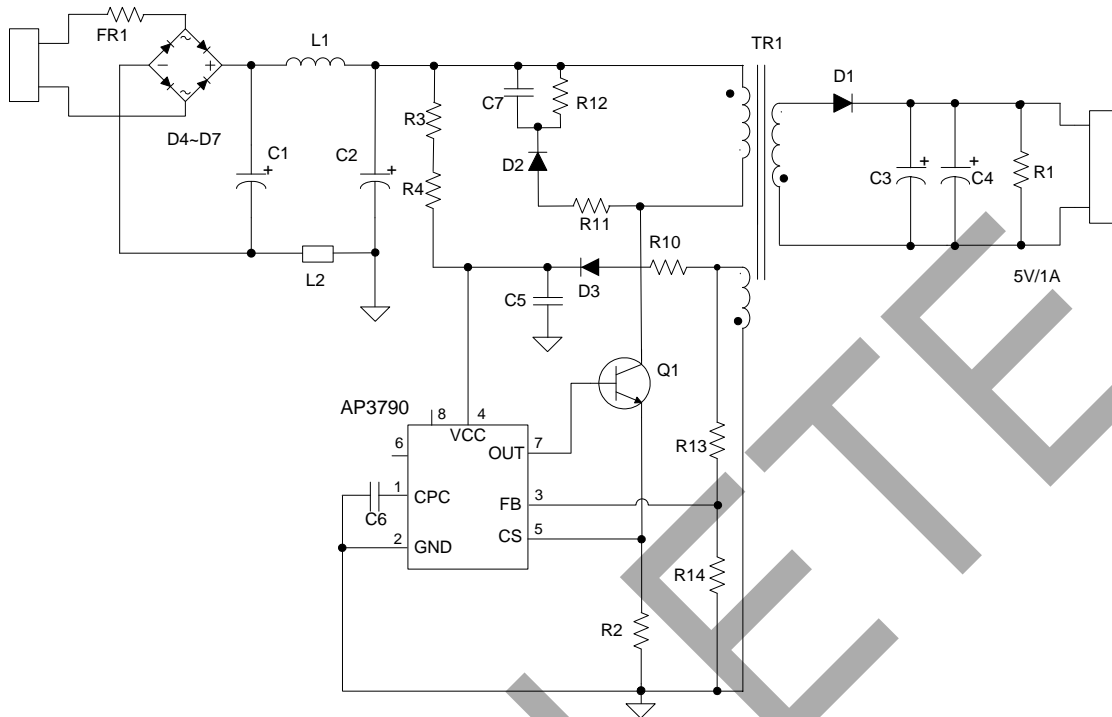 FR1
~
−
+
~
D4~D7
L1
C1
+
C2
+
L2
R3
R4
C7
R12
D2
R11
TR1
D1
C3
+
C4
+
R1
5V/1A
R10
D3
C5
Q1
AP3790
8
4
VCC
6
OUT
7
1
CPC
FB
3
C6
CS
5
2
GND
R13
R14
R2